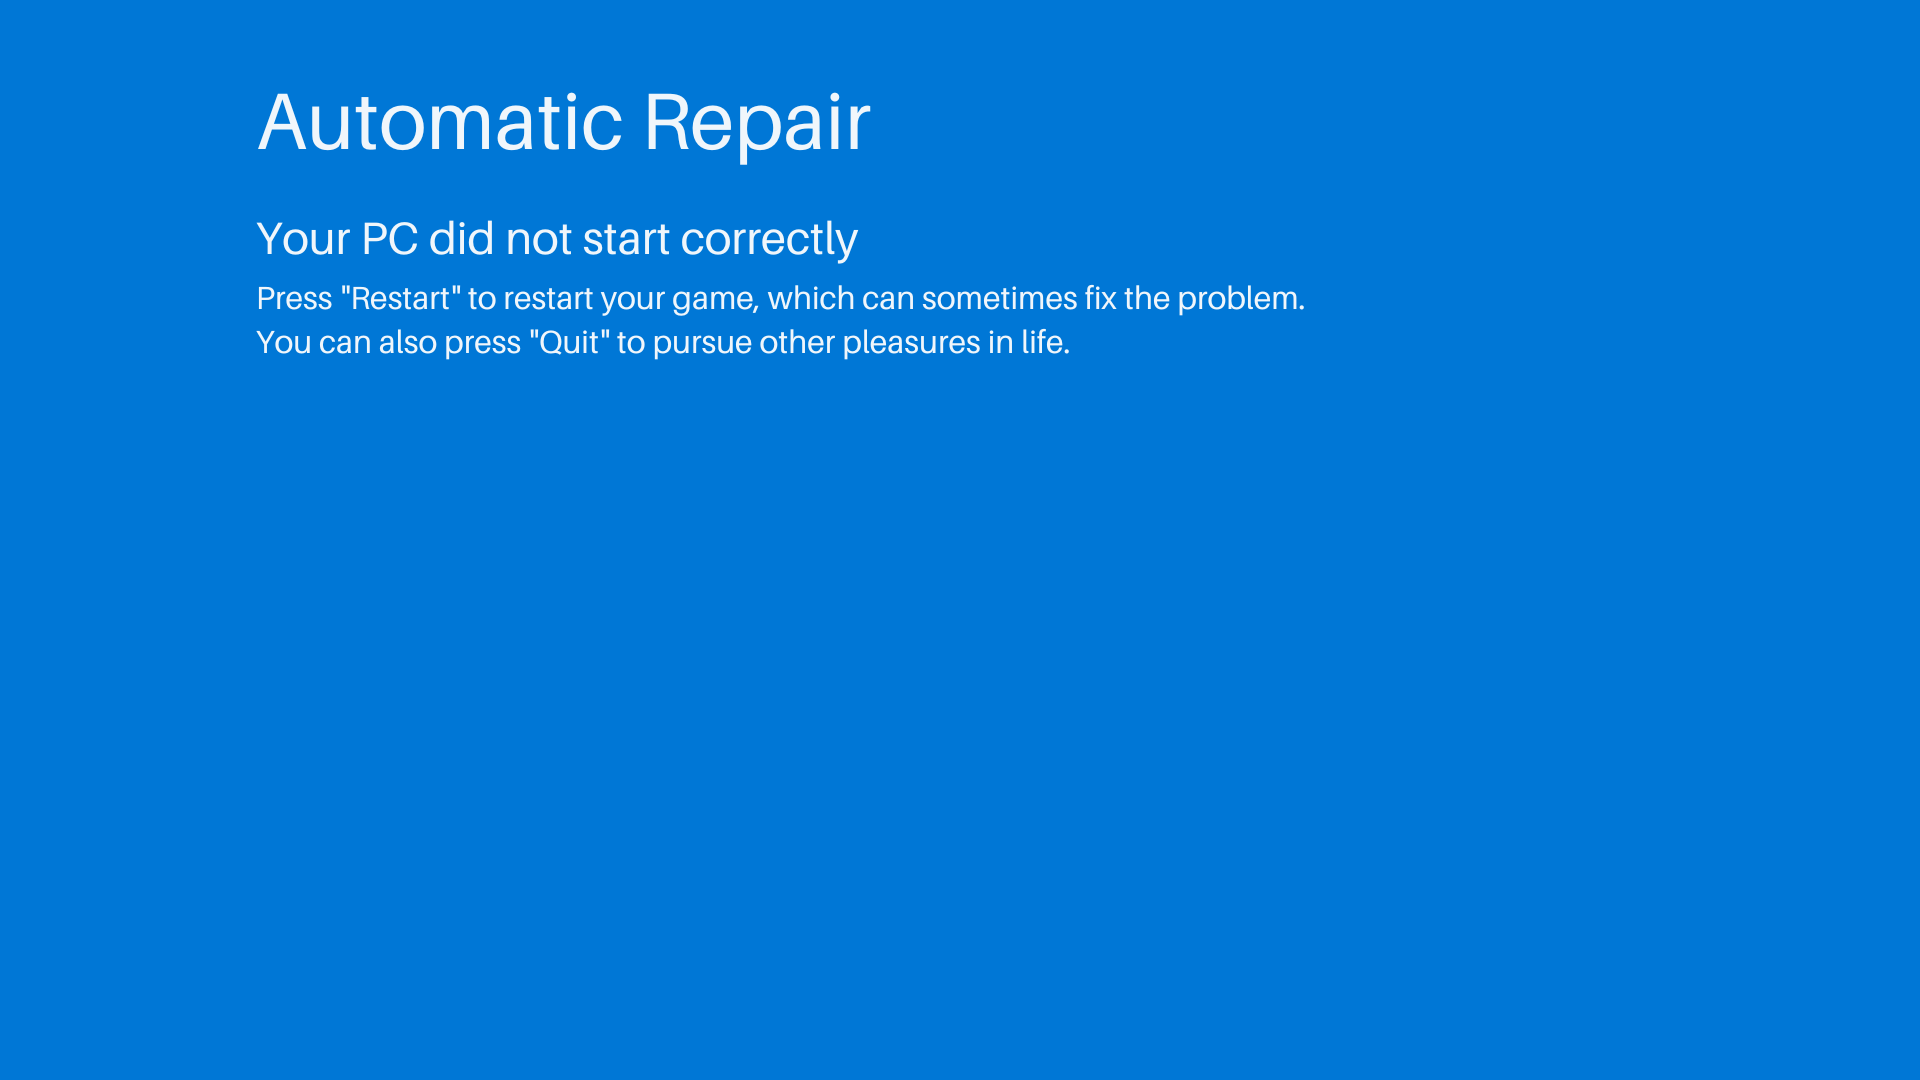 Automatic Repair
Your PC did not start correctly
Press "Restart" to restart your game, which can sometimes fix the problem.
You can also press "Quit" to pursue other pleasures in life.